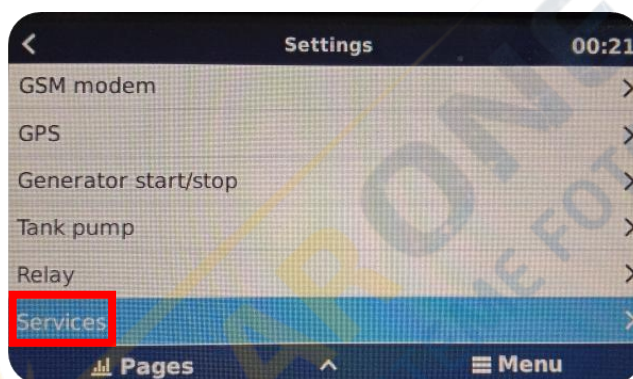 Settings 00:21
GSM modem
GPS
Generator start/stop
Tank pump
Relay
Services
Pages Menu